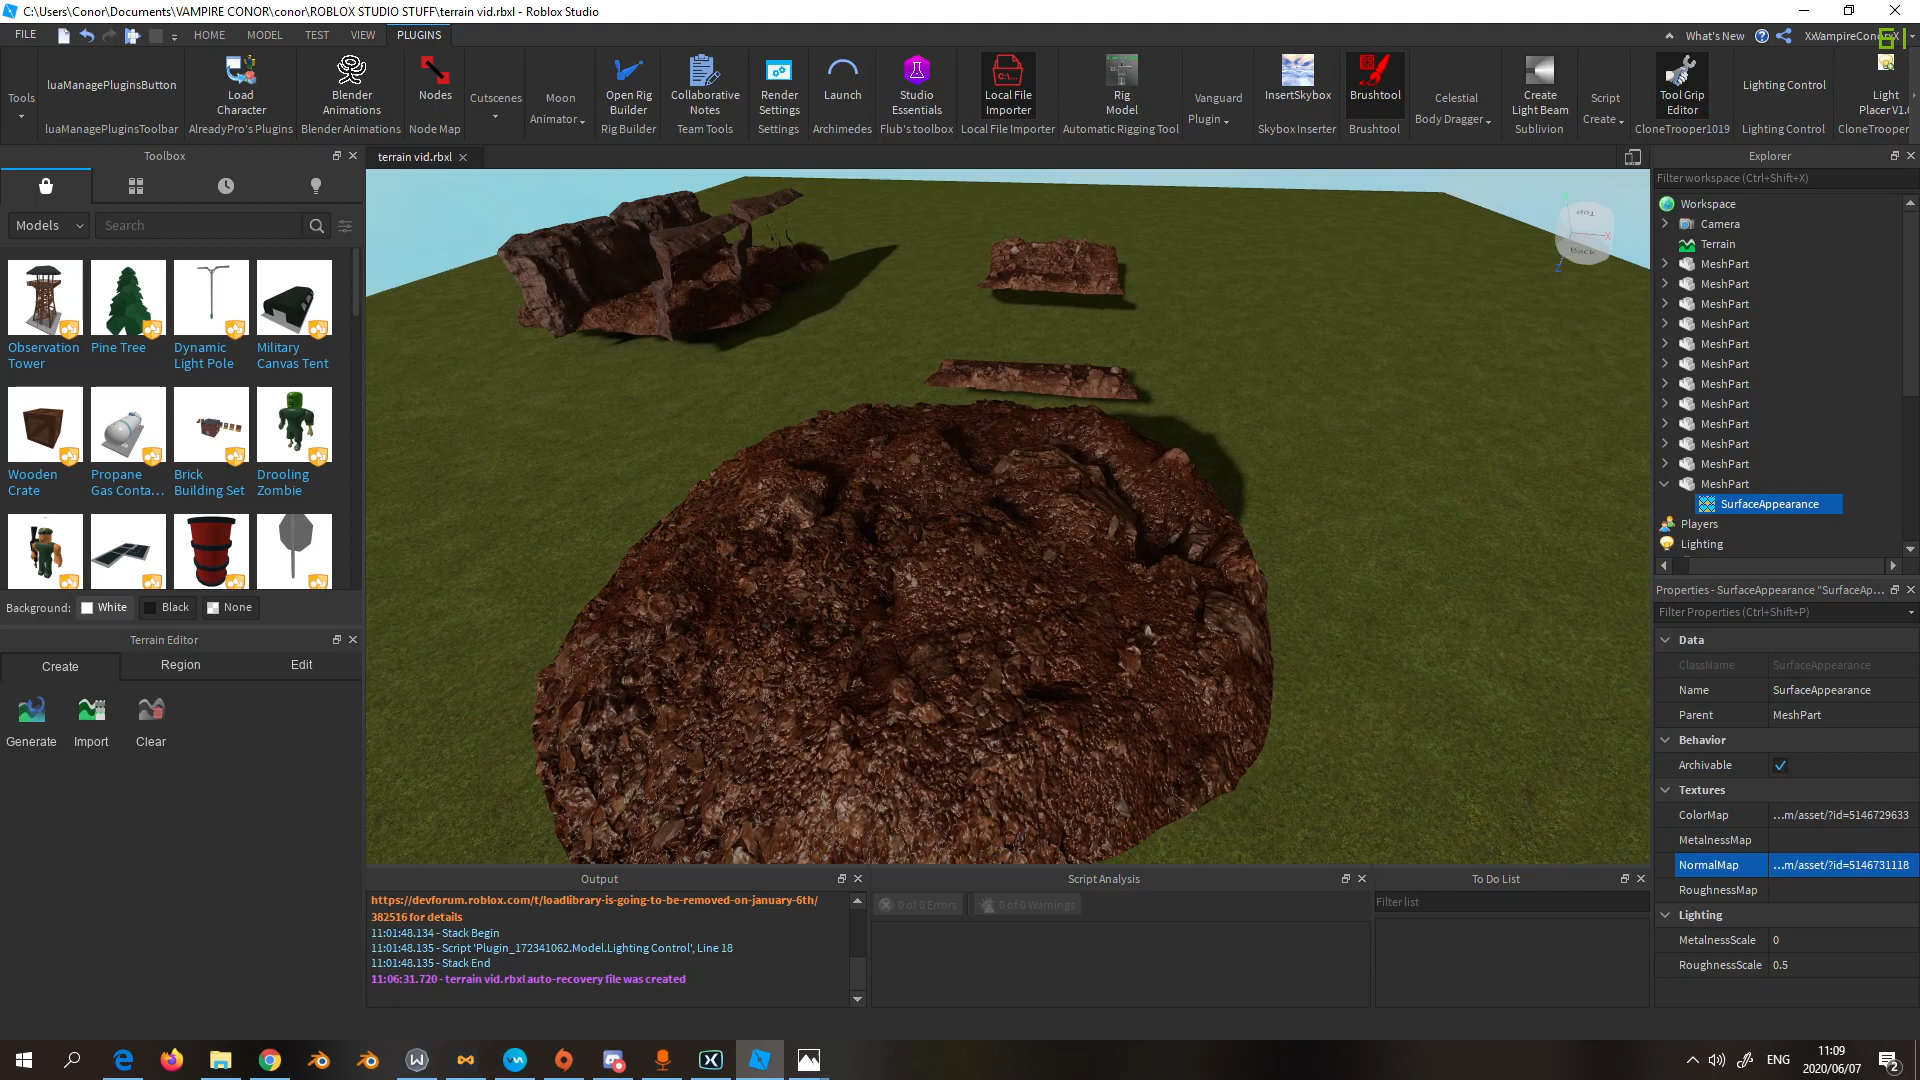 C:\Users\Conor\Documents\VAMPIRE CONOR\conor\ROBLOX STUDIO STUFF\terrain vid.rbxl - Roblox Studio
FILE HOME MODEL TEST VIEW PLUGINS What's New 61
Tools
luaManagePluginsButton
luaManagePluginsToolbar
Load
Character
AlreadyPro's Plugins
Blender
Animations
Blender Animations
Nodes
Node Map
Cutscenes
Moon
Animator
Open Rig
Builder
Rig Builder
Collaborative
Notes
Team Tools
Render
Settings
Settings
Launch
Archimedes
Studio
Essentials
Flub's toolbox
C:\...
Local File
Importer
Local File Importer
Rig
Model
Automatic Rigging Tool
Vanguard
Plugin
InsertSkybox
Skybox Inserter
Brushtool
Brushtool
Celestial
Body Dragger
Create
Light Beam
Sublivion
Script
Create
Tool Grip
Editor
CloneTrooper1019
Lighting Control
Lighting Control
Light
CloneTrooper
Toolbox
Models
Search
Observation
Tower
Pine Tree
Dynamic
Light Pole
Military
Canvas Tent
Wooden
Crate
Propane
Gas Conta...
Brick
Building Set
Drooling
Zombie
Background: White Black None
Terrain Editor
Create Region Edit
Generate Import Clear
terrain vid.rbxl
Top
Back
X
Z
Output
https://devforum.roblox.com/t/loadlibrary-is-going-to-be-removed-on-january-6th/
382516 for details
11:01:48.134 - Stack Begin
11:01:48.135 - Script 'Plugin_172341062.Model.Lighting Control', Line 18
11:01:48.135 - Stack End
11:06:31.720 - terrain vid.rbxl auto-recovery file was created
Script Analysis
0 of 0 Errors 0 of 0 Warnings
To Do List
Filter list
Explorer
Filter workspace (Ctrl+Shift+X)
Workspace
Camera
Terrain
MeshPart
MeshPart
MeshPart
MeshPart
MeshPart
MeshPart
MeshPart
MeshPart
MeshPart
MeshPart
MeshPart
MeshPart
SurfaceAppearance
Players
Lighting
Properties - SurfaceAppearance "SurfaceAp...
Filter Properties (Ctrl+Shift+P)
Data
ClassName SurfaceAppearance
Name SurfaceAppearance
Parent MeshPart
Behavior
Archivable
Textures
ColorMap ...m/asset/?id=5146729633
MetalnessMap
NormalMap ...m/asset/?id=5146731118
RoughnessMap
Lighting
MetalnessScale 0
RoughnessScale 0.5
ENG
11:09
2020/06/07
2